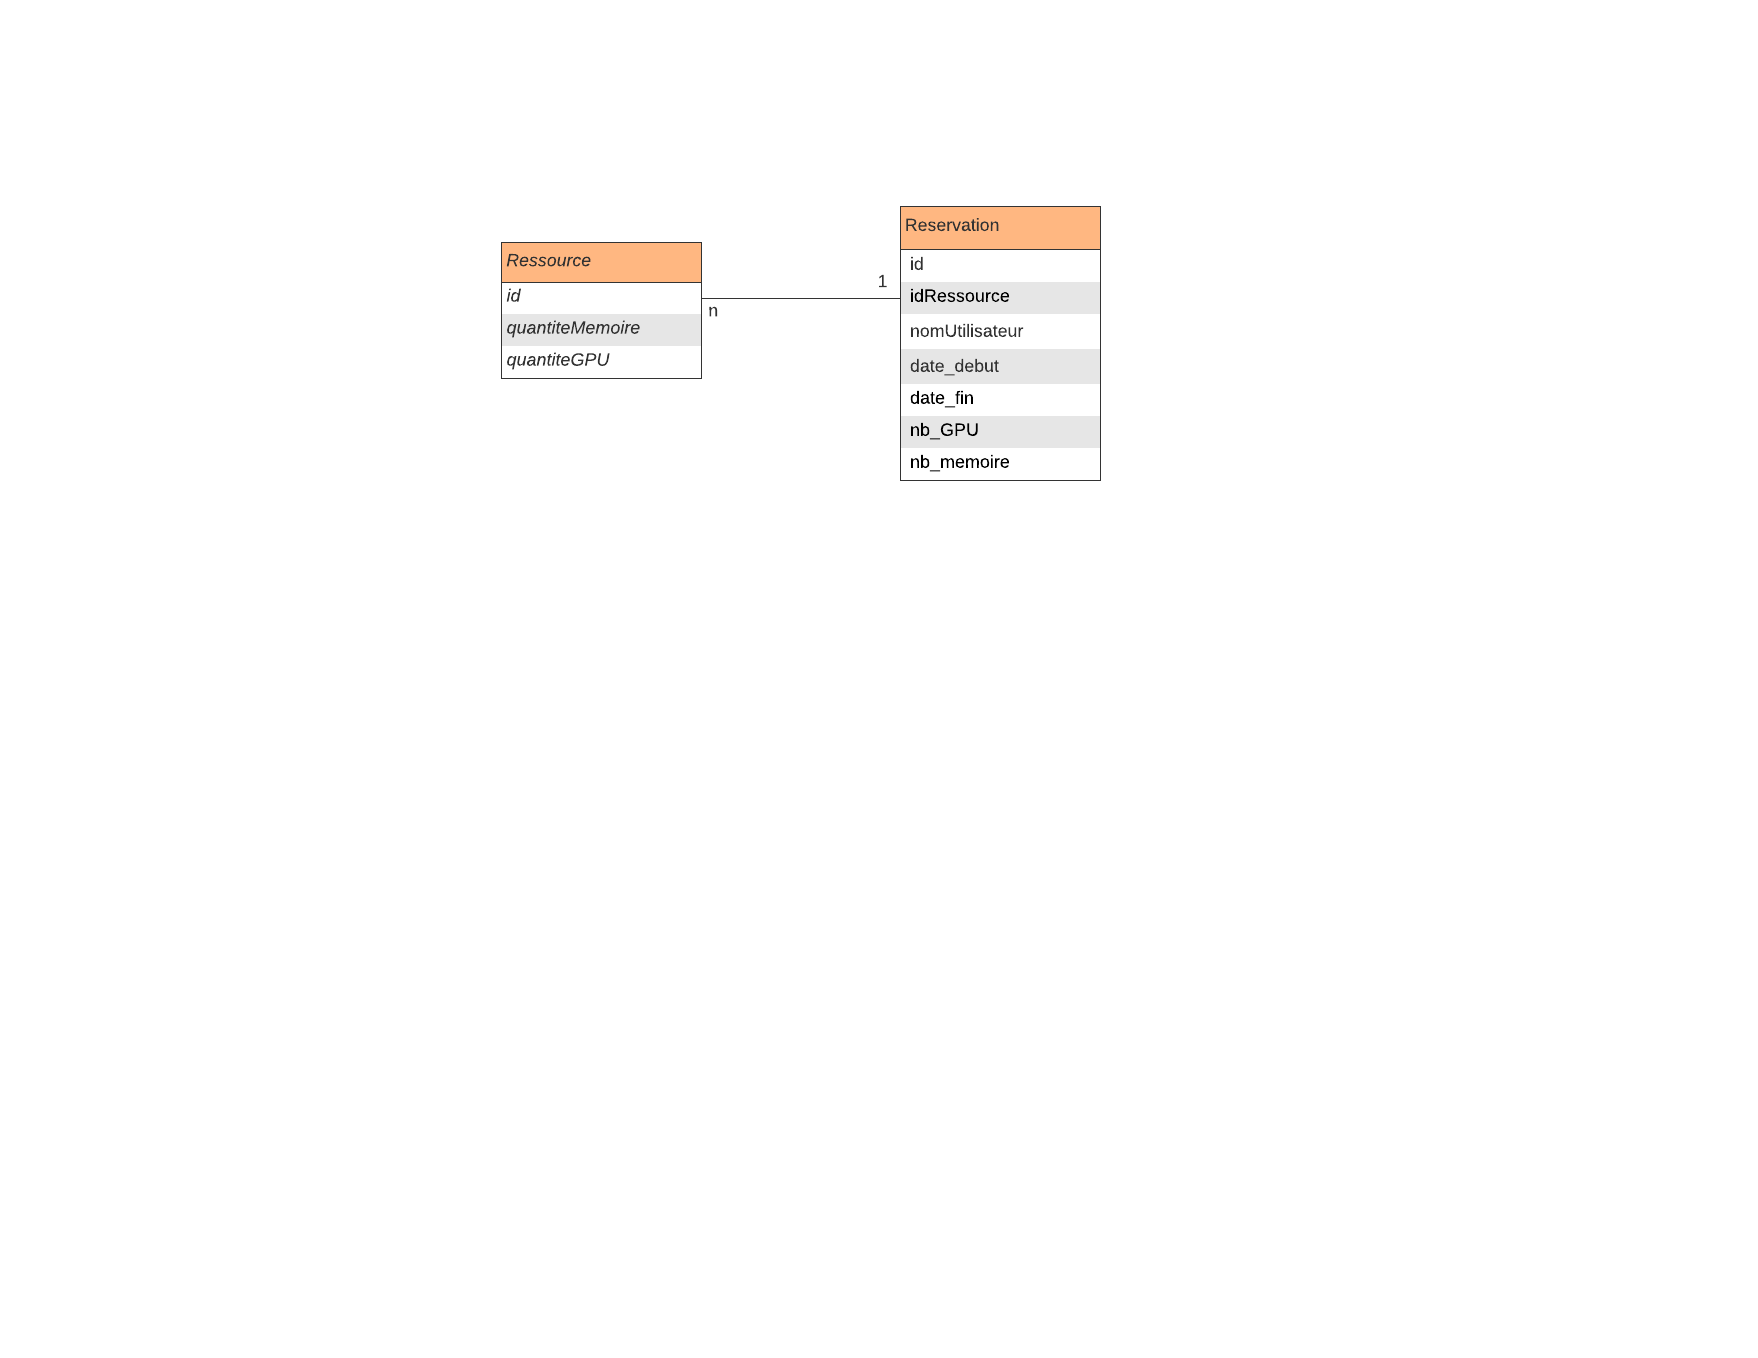 Ressource
id
quantiteMemoire
quantiteGPU
n
1
Reservation
id
idRessource
nomUtilisateur
date_debut
date_fin
nb_GPU
nb_memoire